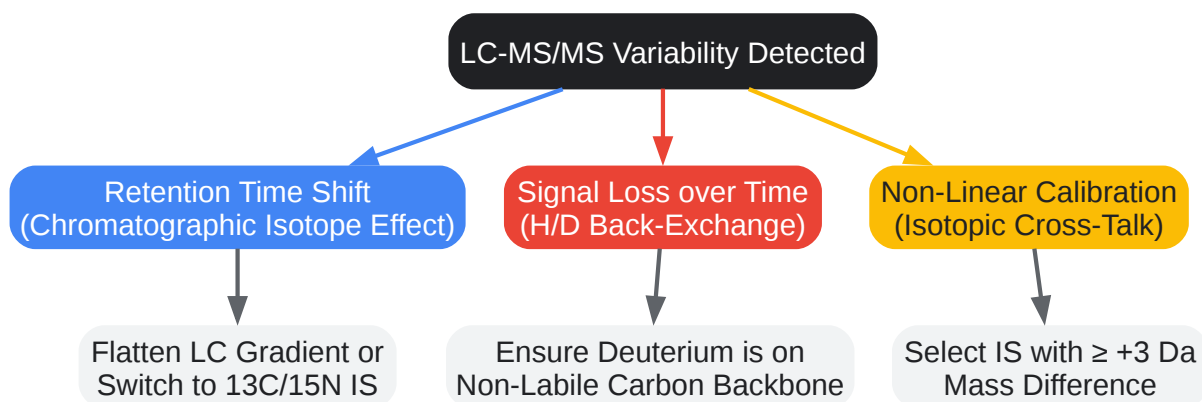 LC-MS/MS Variability Detected
Retention Time Shift
(Chromatographic Isotope Effect)
Signal Loss over Time
(H/D Back-Exchange)
Non-Linear Calibration
(Isotopic Cross-Talk)
Flatten LC Gradient or
Switch to 13C/15N IS
Ensure Deuterium is on
Non-Labile Carbon Backbone
Select IS with ≥ +3 Da
Mass Difference